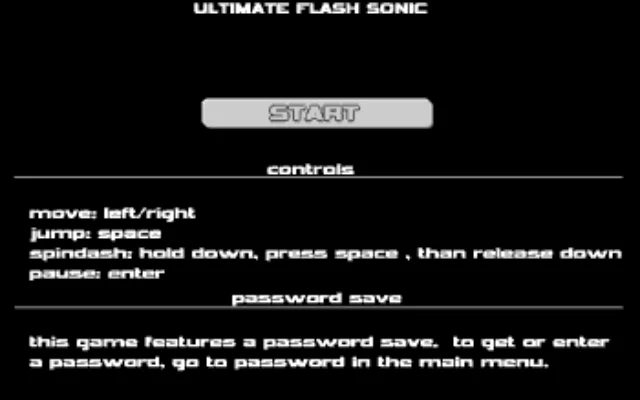 ULTIMATE FLASH SONIC
START
controls
move: left/right
jump: space
spindash: hold down, press space , than release down
pause: enter
password save
this game features a password save. to get or enter
a password, go to password in the main menu.